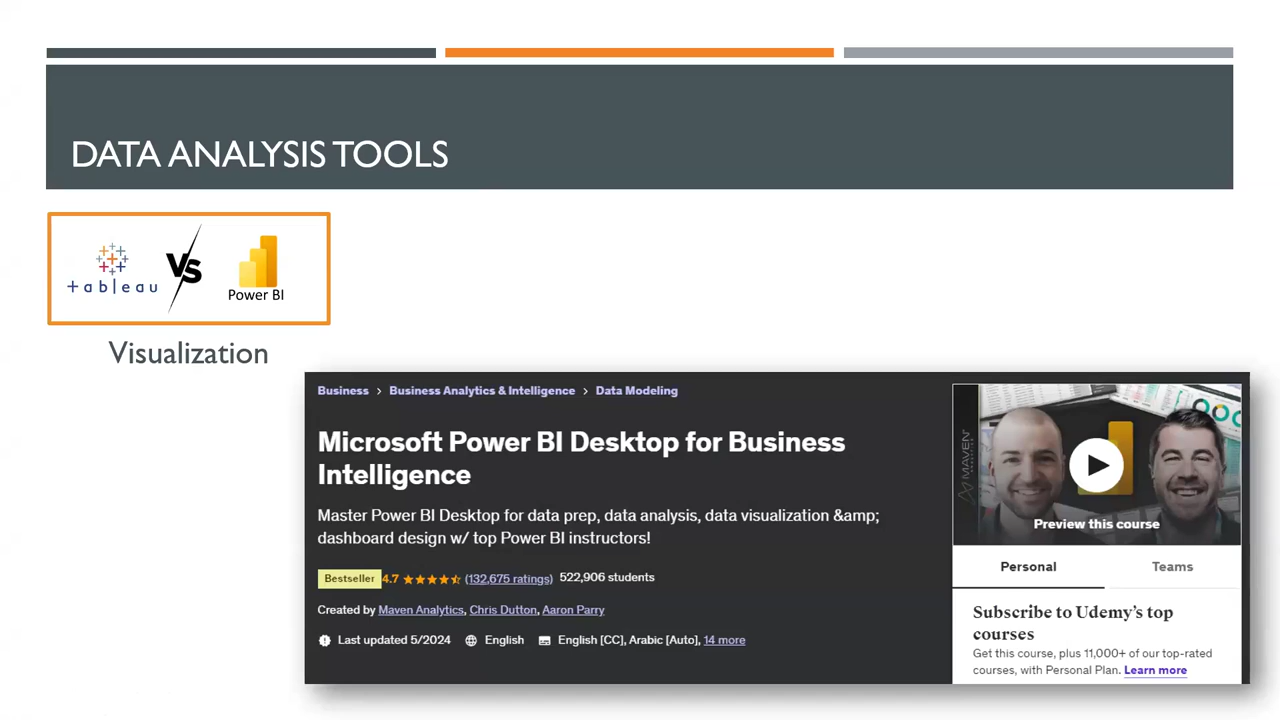 DATA ANALYSIS TOOLS
tableau VS Power BI
Visualization
Business > Business Analytics & Intelligence > Data Modeling
Microsoft Power BI Desktop for Business
Intelligence
Master Power BI Desktop for data prep, data analysis, data visualization &amp;
dashboard design w/ top Power BI instructors!
Bestseller 4.7 (132,675 ratings) 522,906 students
Created by Maven Analytics, Chris Dutton, Aaron Parry
Last updated 5/2024 English English [CC], Arabic [Auto], 14 more
MAVEN
ANALYTICS
Preview this course
Personal Teams
Subscribe to Udemy's top
courses
Get this course, plus 11,000+ of our top-rated
courses, with Personal Plan. Learn more